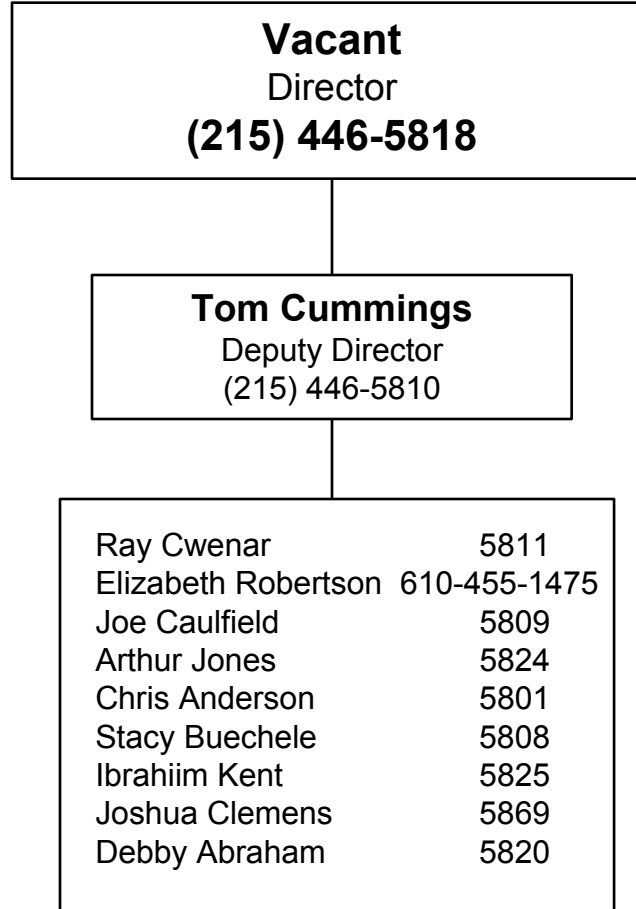 Vacant
Director
(215) 446-5818
Tom Cummings
Deputy Director
(215) 446-5810
Ray Cwenar 5811
Elizabeth Robertson 610-455-1475
Joe Caulfield 5809
Arthur Jones 5824
Chris Anderson 5801
Stacy Buechele 5808
Ibrahiim Kent 5825
Joshua Clemens 5869
Debby Abraham 5820